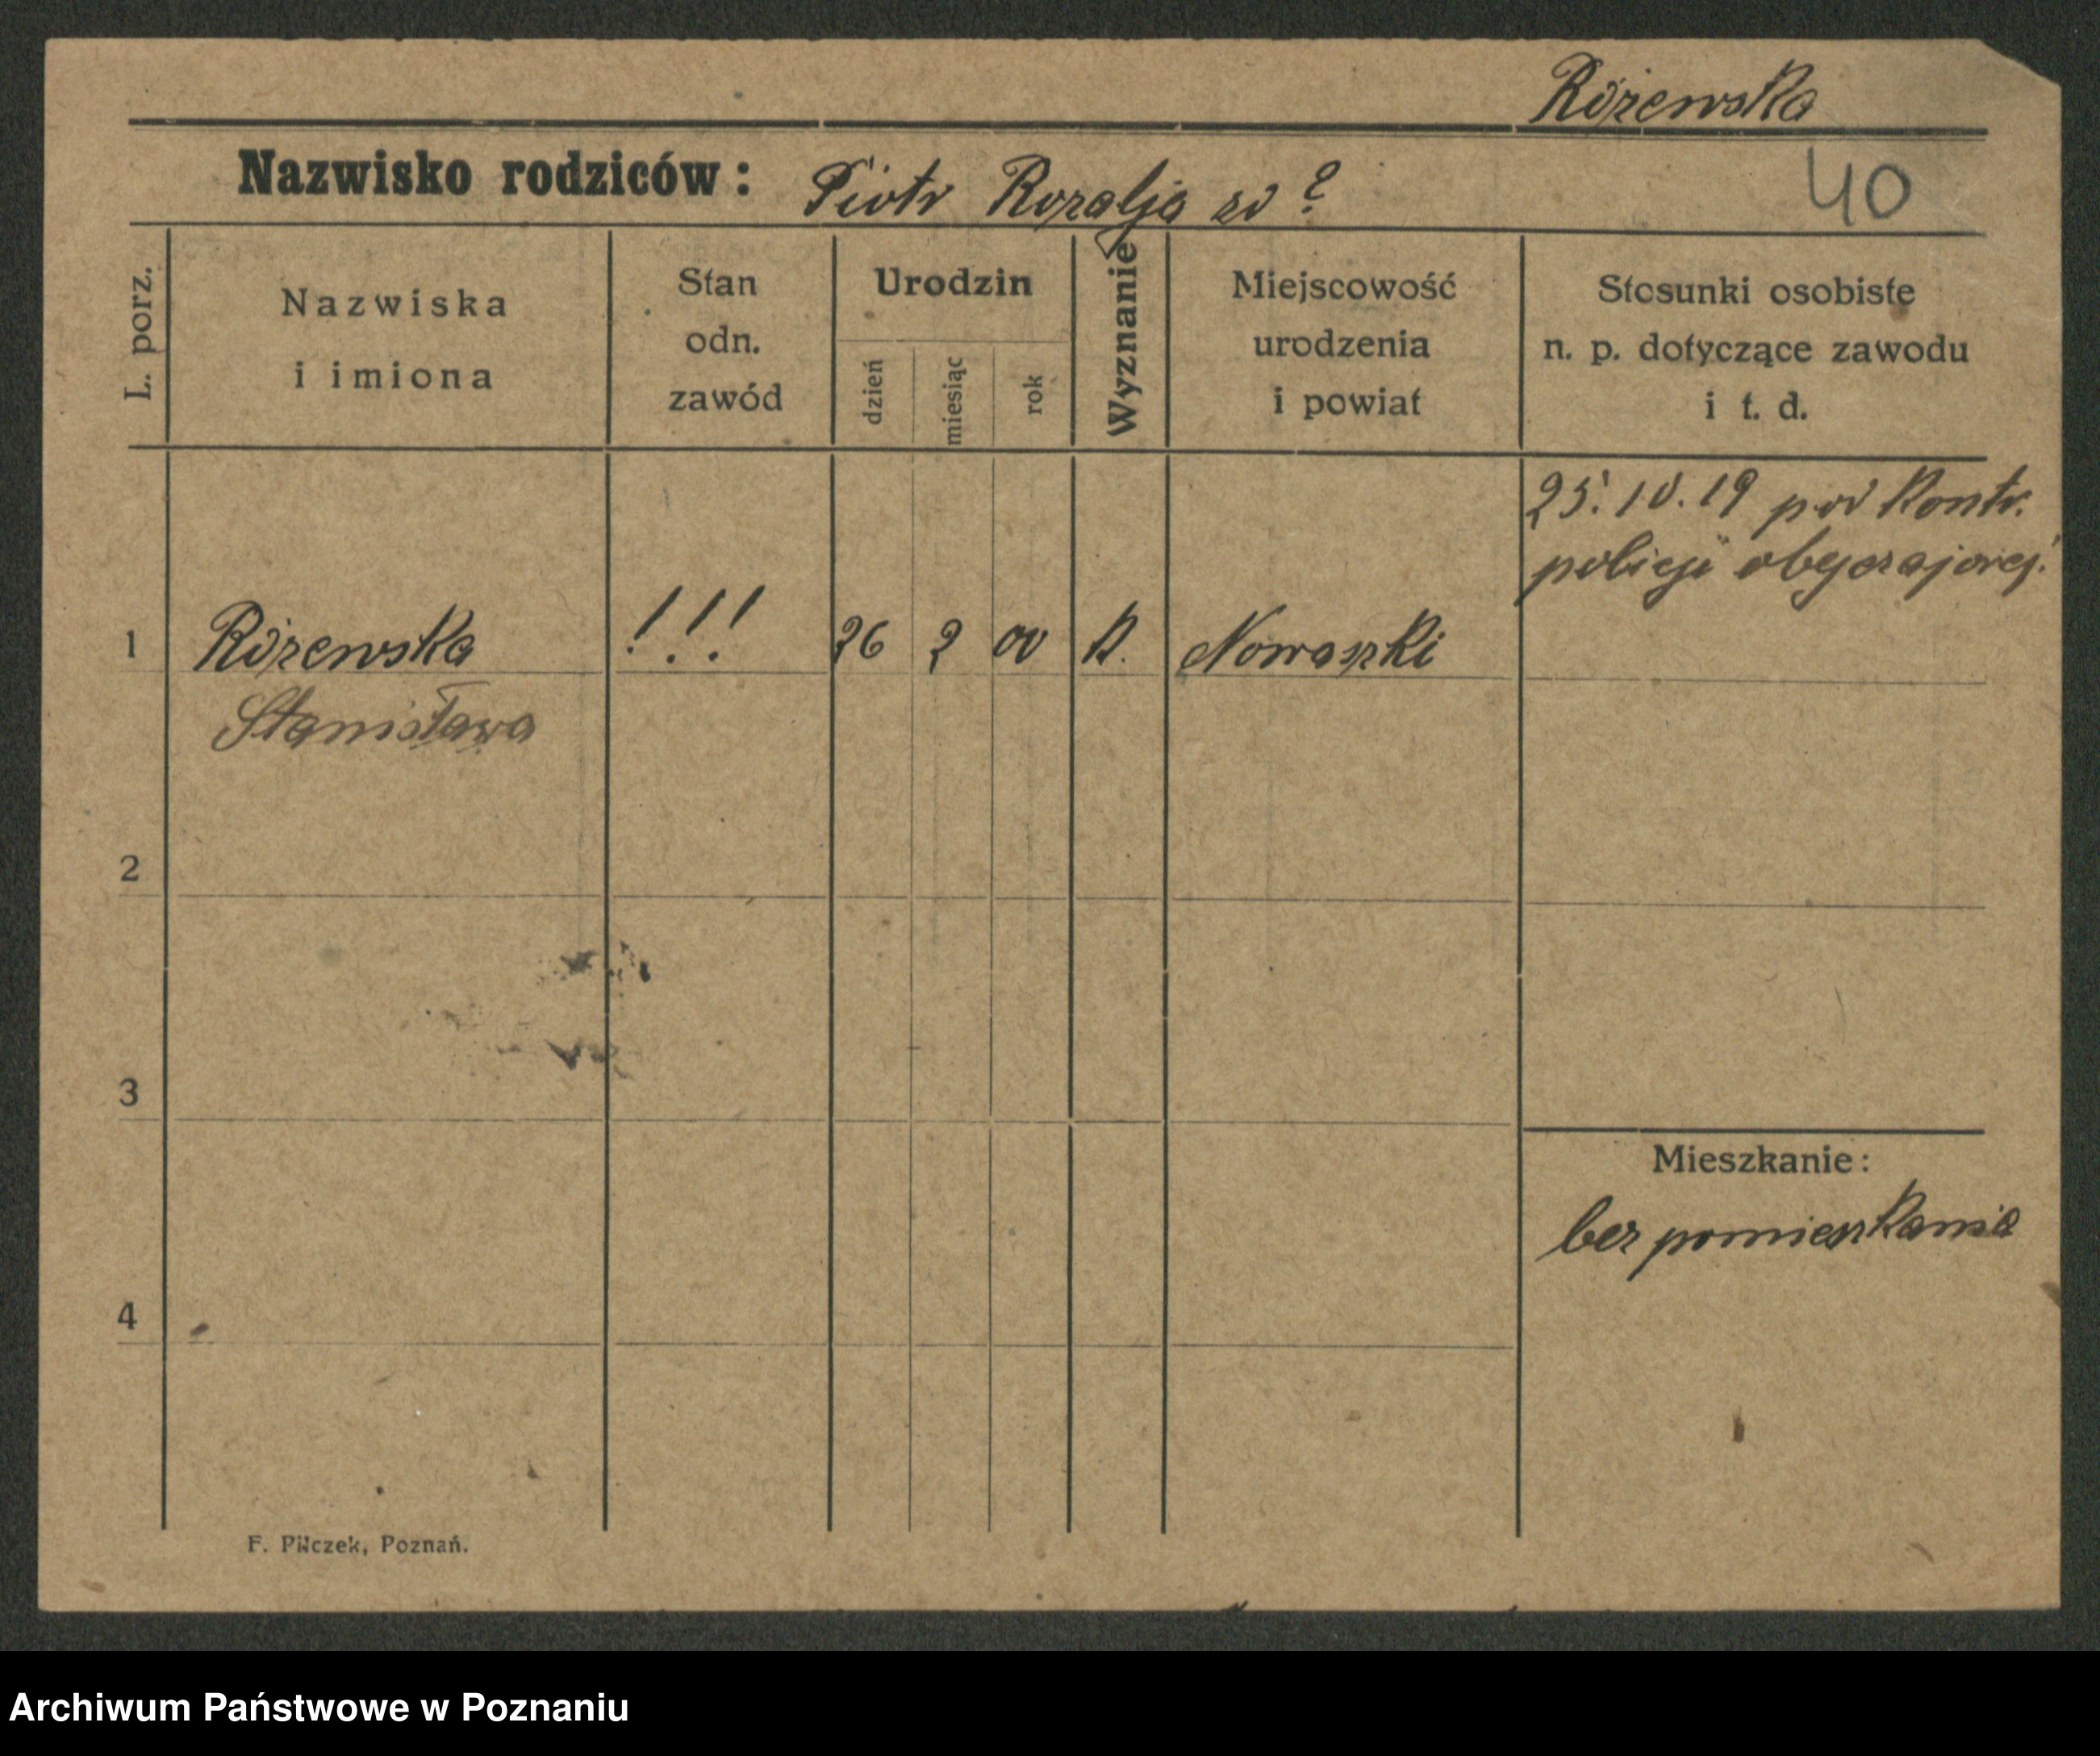 Różewska
Nazwisko rodziców: Piotr Rozalja zd ?
40
L. porz.
Nazwiska
i imiona
Stan
odn.
zawód
Urodzin
dzień
miesiąc
rok
Wyznanie
Miejscowość
urodzenia
i powiat
Stosunki osobiste
n. p. dotyczące zawodu
i t. d.
25. 10. 19 pod Kontr.
policji obyczajowej.
1 Różewska !!! 26 2 00 K. Nowaszki
Stanisława
2
3
Mieszkanie:
bez pomieszkania
4
F. Pilczek, Poznań.
Archiwum Państwowe w Poznaniu